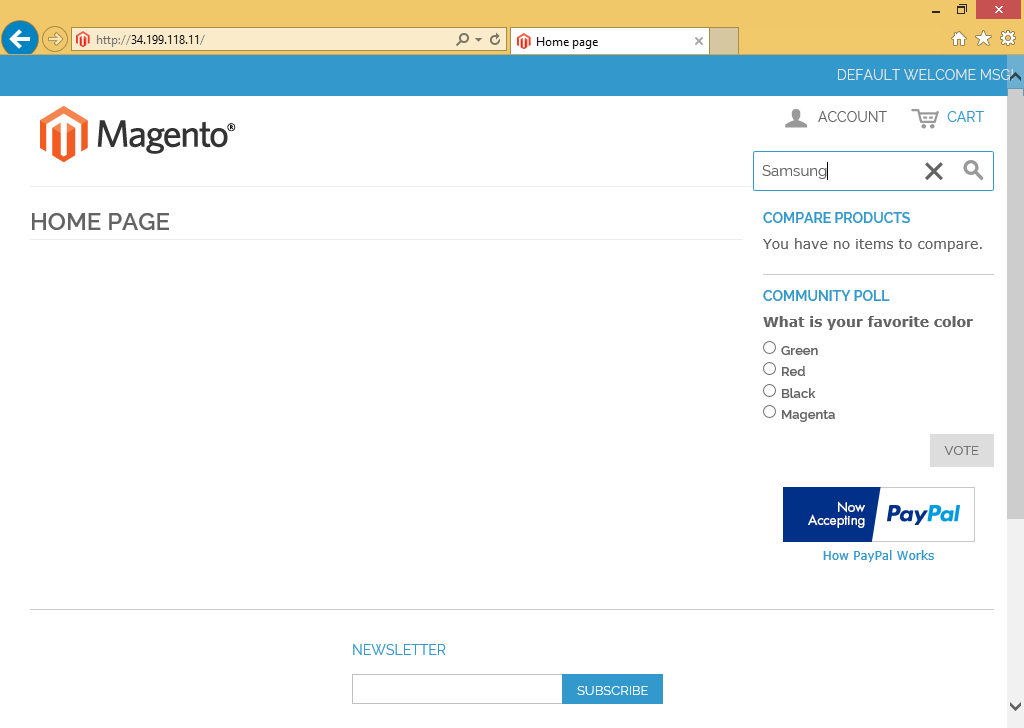 http://34.199.118.11/
Home page
DEFAULT WELCOME MSG!
Magento®
ACCOUNT
CART
Samsung
HOME PAGE
COMPARE PRODUCTS
You have no items to compare.
COMMUNITY POLL
What is your favorite color
Green
Red
Black
Magenta
VOTE
Now
Accepting
PayPal
How PayPal Works
NEWSLETTER
SUBSCRIBE